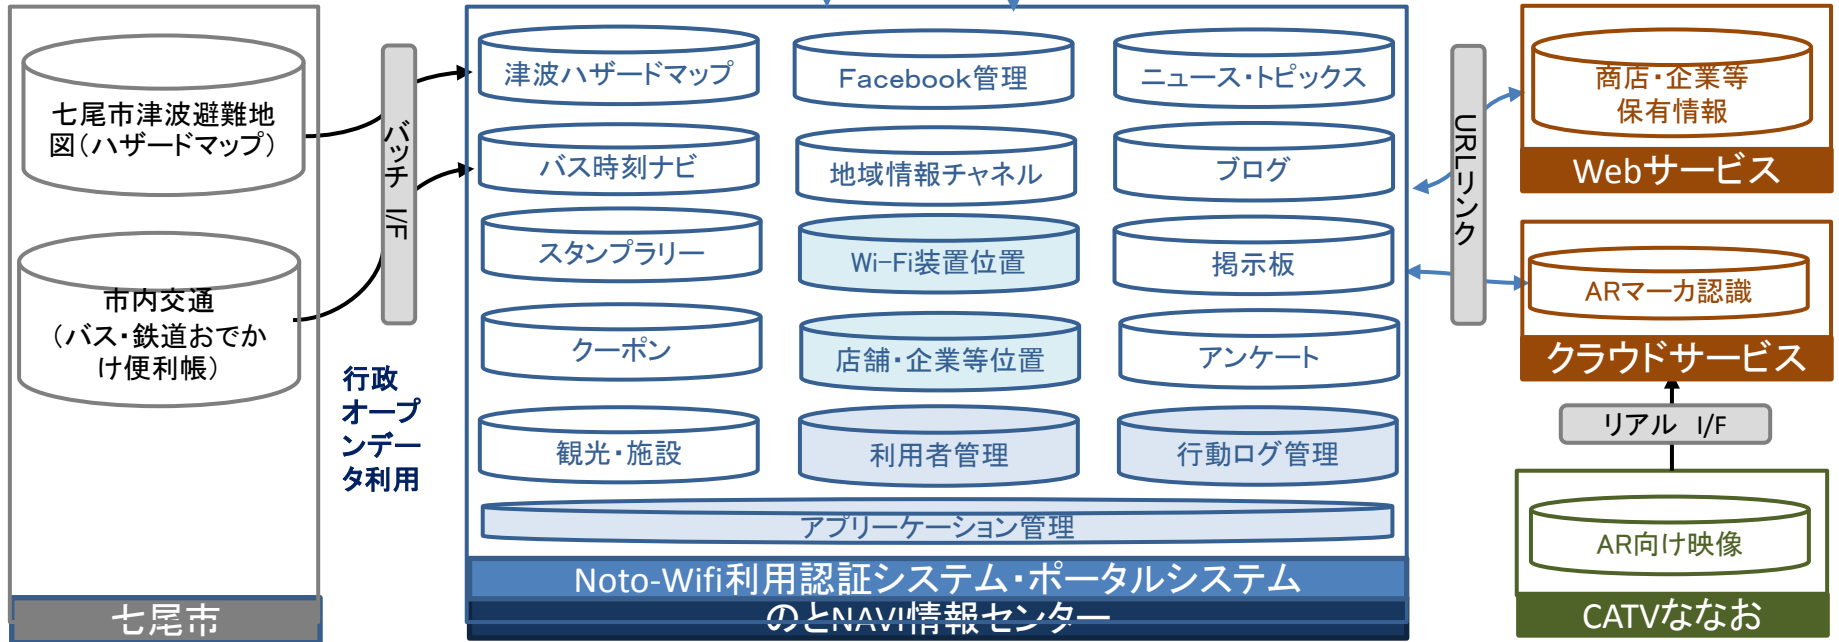 七尾市津波避難地
図(ハザードマップ)
市内交通
(バス・鉄道おでか
け便利帳)
七尾市
バッチ I/F
行政
オープ
ンデー
タ利用
津波ハザードマップ
Facebook管理
ニュース・トピックス
バス時刻ナビ
地域情報チャネル
ブログ
スタンプラリー
Wi-Fi装置位置
掲示板
クーポン
店舗・企業等位置
アンケート
観光・施設
利用者管理
行動ログ管理
アプリーケーション管理
Noto-Wifi利用認証システム・ポータルシステム
のとNAVI情報センター
URLリンク
商店・企業等
保有情報
Webサービス
ARマーカ認識
クラウドサービス
リアル I/F
AR向け映像
CATVななお